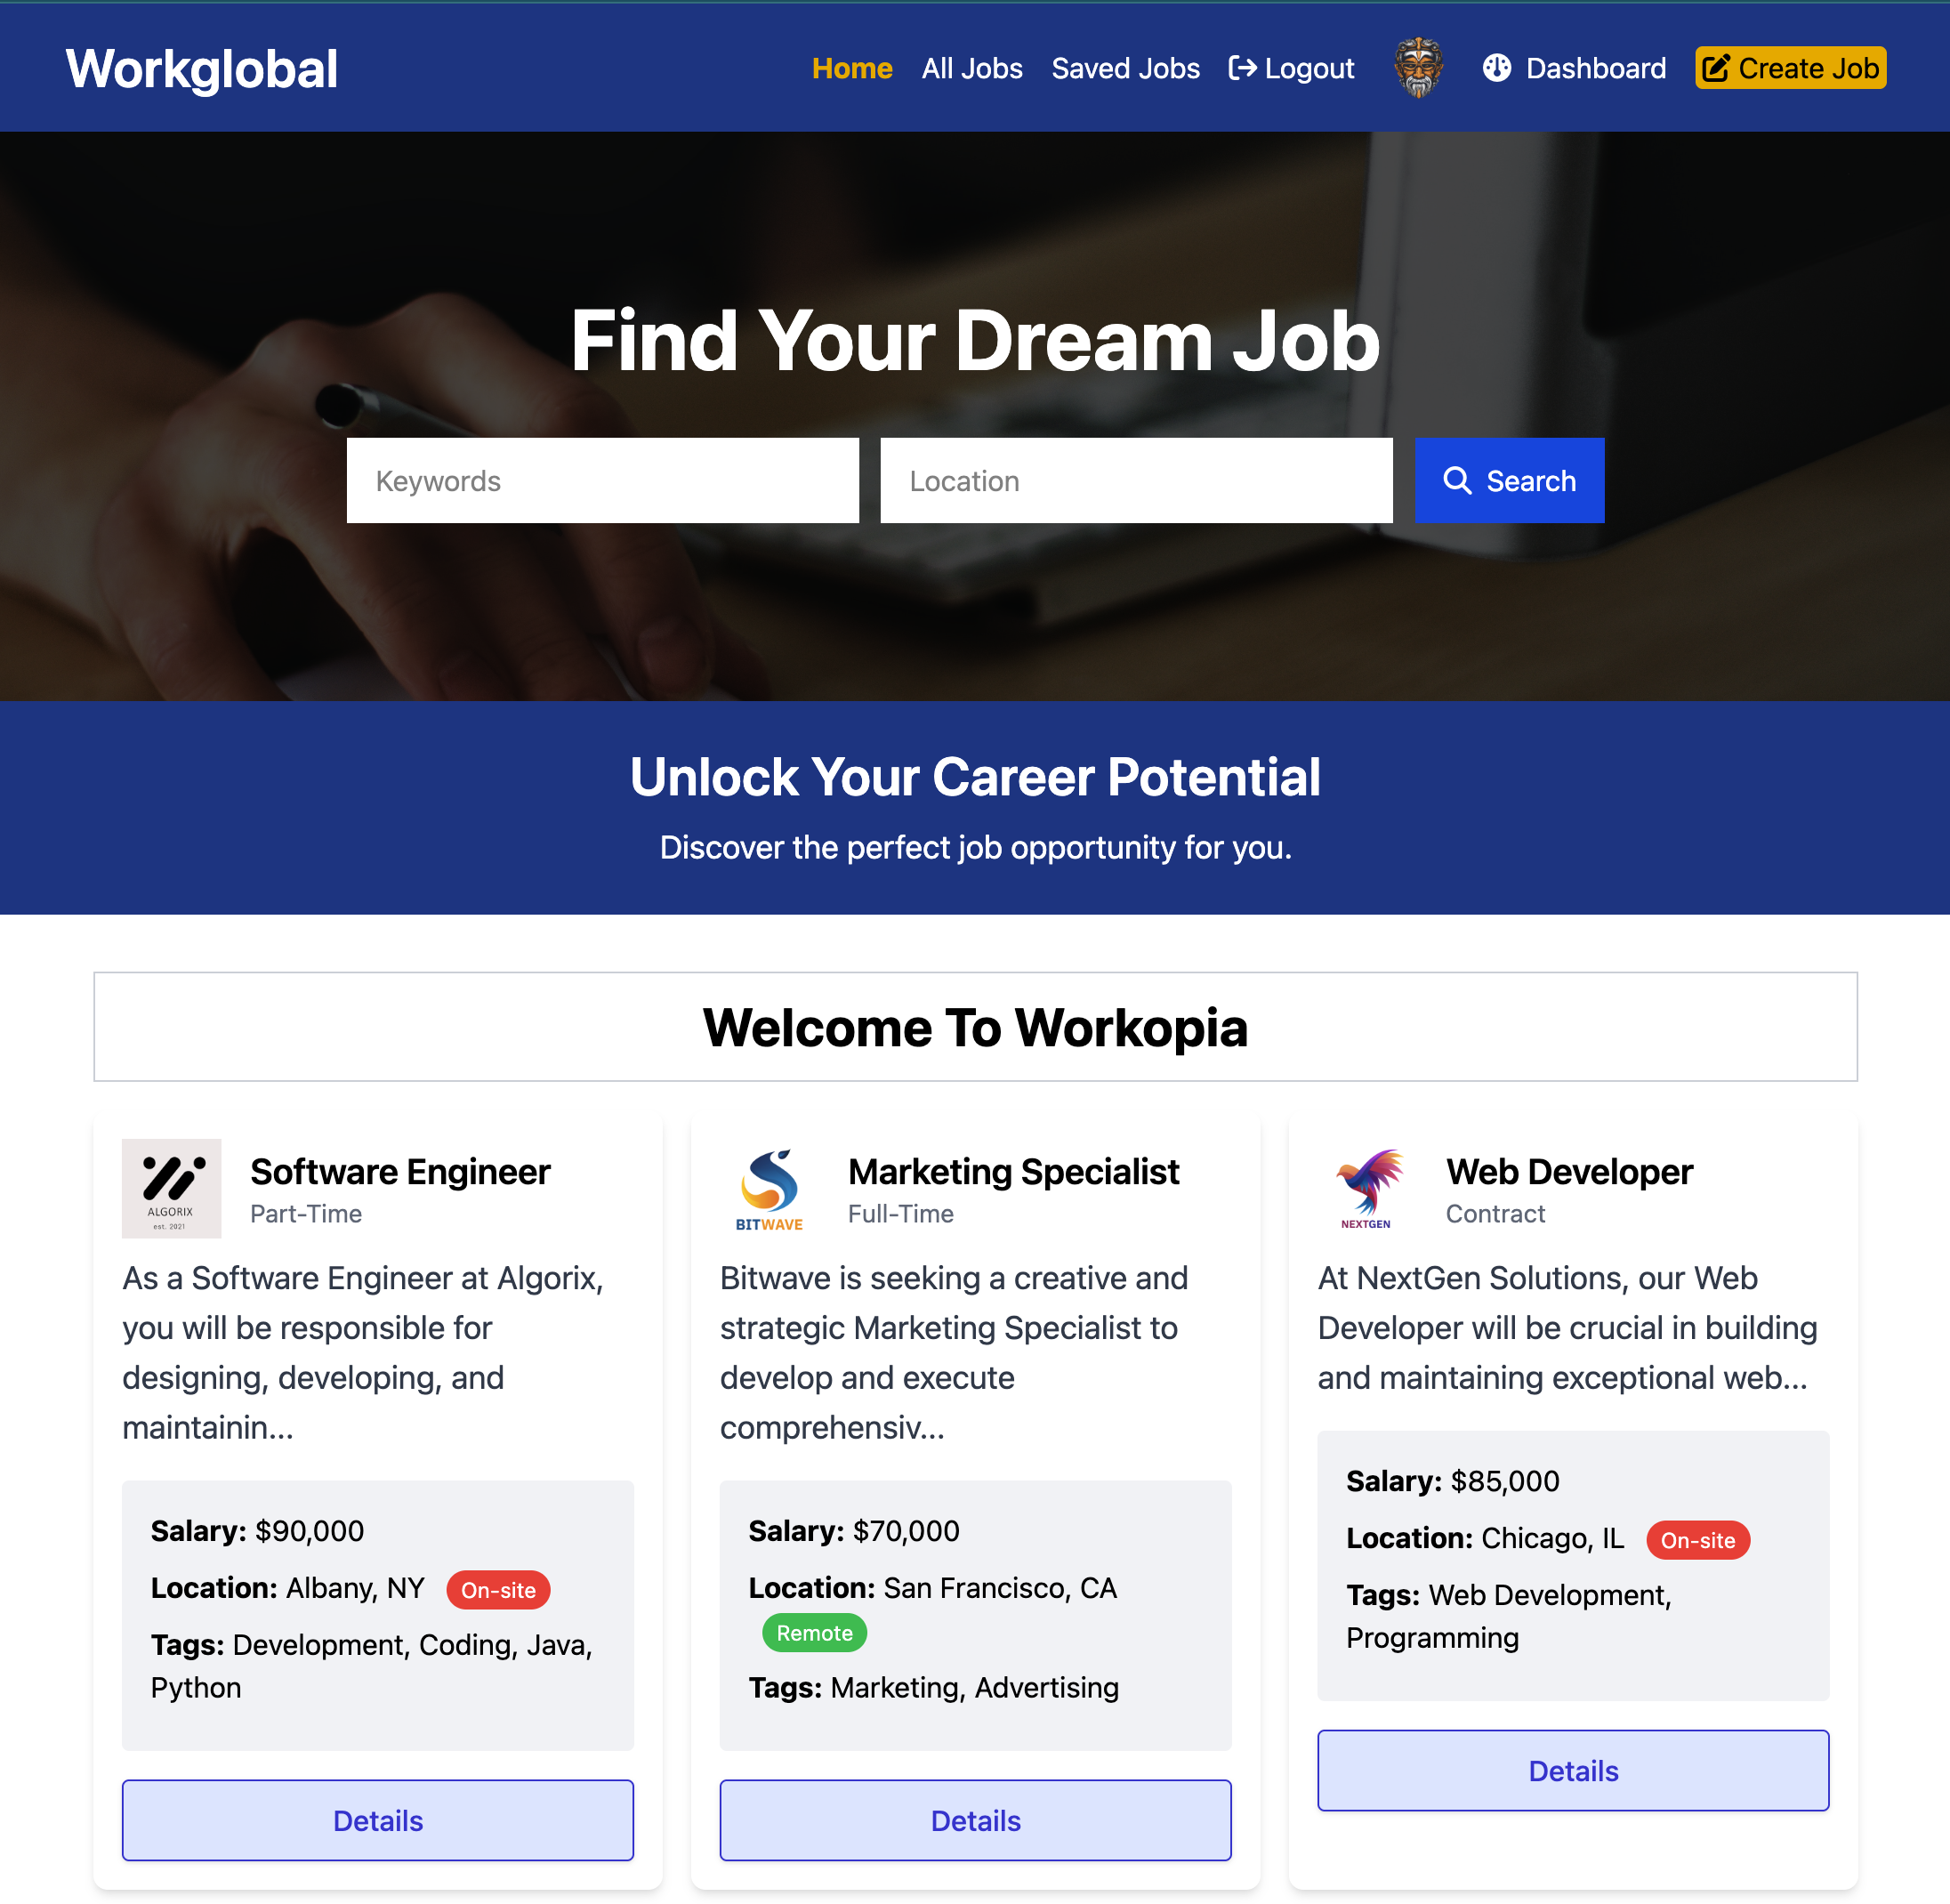 Workglobal
Home
All Jobs
Saved Jobs
Logout
Dashboard
Create Job
Find Your Dream Job
Keywords
Location
Search
Unlock Your Career Potential
Discover the perfect job opportunity for you.
Welcome To Workopia
ALGORIX
est. 2021
Software Engineer
Part-Time
As a Software Engineer at Algorix,
you will be responsible for
designing, developing, and
maintainin...
Salary: $90,000
Location: Albany, NY On-site
Tags: Development, Coding, Java,
Python
Details
BITWAVE
Marketing Specialist
Full-Time
Bitwave is seeking a creative and
strategic Marketing Specialist to
develop and execute
comprehensiv...
Salary: $70,000
Location: San Francisco, CA
Remote
Tags: Marketing, Advertising
Details
NEXTGEN
Web Developer
Contract
At NextGen Solutions, our Web
Developer will be crucial in building
and maintaining exceptional web...
Salary: $85,000
Location: Chicago, IL On-site
Tags: Web Development,
Programming
Details